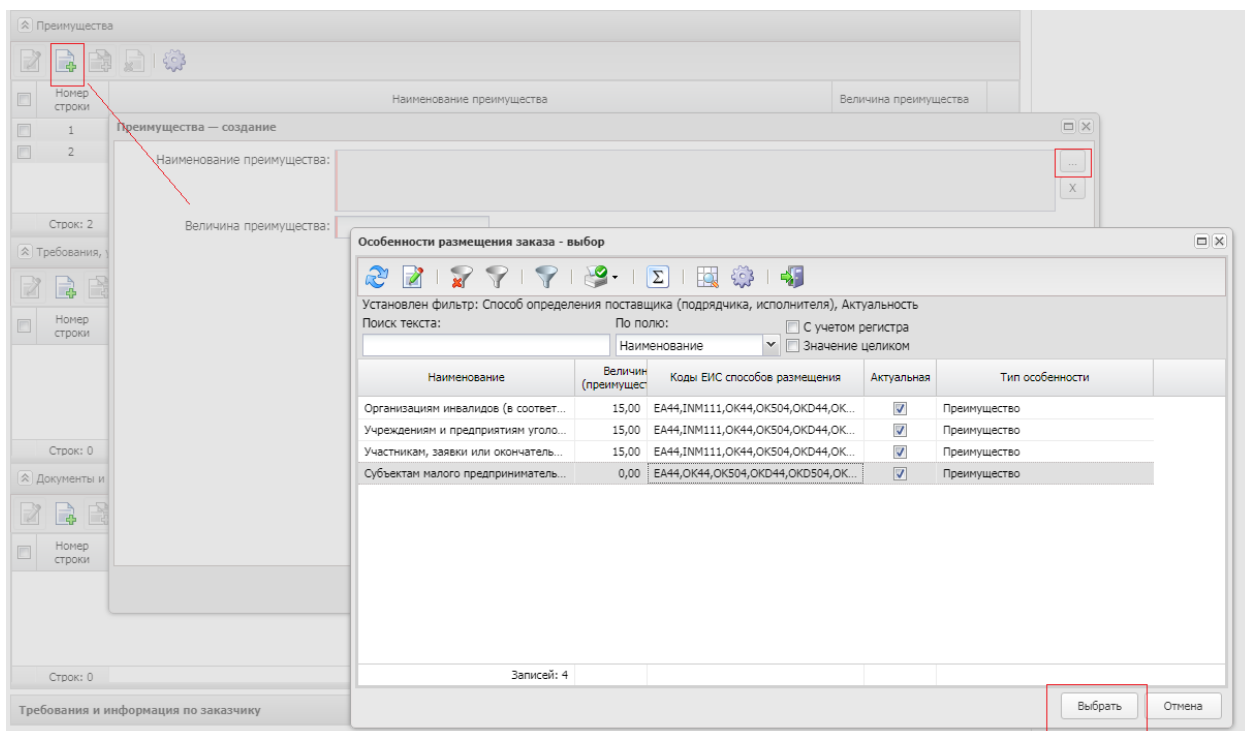 Преимущества
Номер строки
Наименование преимущества
Величина преимущества
1
2
Строк: 2
Преимущества — создание
Наименование преимущества:
...
X
Величина преимущества:
Требования,
Номер строки
Строк: 0
Документы и
Номер строки
Строк: 0
Требования и информация по заказчику
Особенности размещения заказа - выбор
Установлен фильтр: Способ определения поставщика (подрядчика, исполнителя), Актуальность
Поиск текста: По полю: С учетом регистра
Наименование Значение целиком
Наименование Величин (преимущес Коды ЕИС способов размещения Актуальная Тип особенности
Организациям инвалидов (в соответ... 15,00 EA44,INM111,OK44,OK504,OKD44,OK... Преимущество
Учреждениям и предприятиям уголо... 15,00 EA44,INM111,OK44,OK504,OKD44,OK... Преимущество
Участникам, заявки или окончатель... 15,00 EA44,INM111,OK44,OK504,OKD44,OK... Преимущество
Субъектам малого предприниматель... 0,00 EA44,OK44,OK504,OKD44,OKD504,OK... Преимущество
Записей: 4
Выбрать Отмена